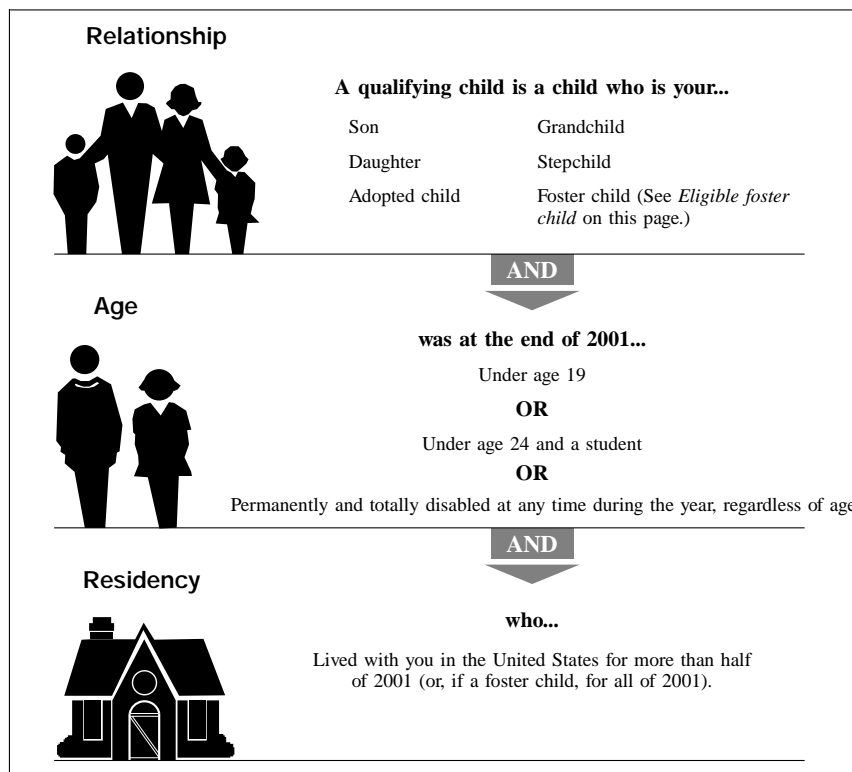 Relationship
A qualifying child is a child who is your...
Son
Grandchild
Daughter
Stepchild
Adopted child
Foster child (See Eligible foster
child on this page.)
AND
Age
was at the end of 2001...
Under age 19
OR
Under age 24 and a student
OR
Permanently and totally disabled at any time during the year, regardless of age
AND
Residency
who...
Lived with you in the United States for more than half
of 2001 (or, if a foster child, for all of 2001).